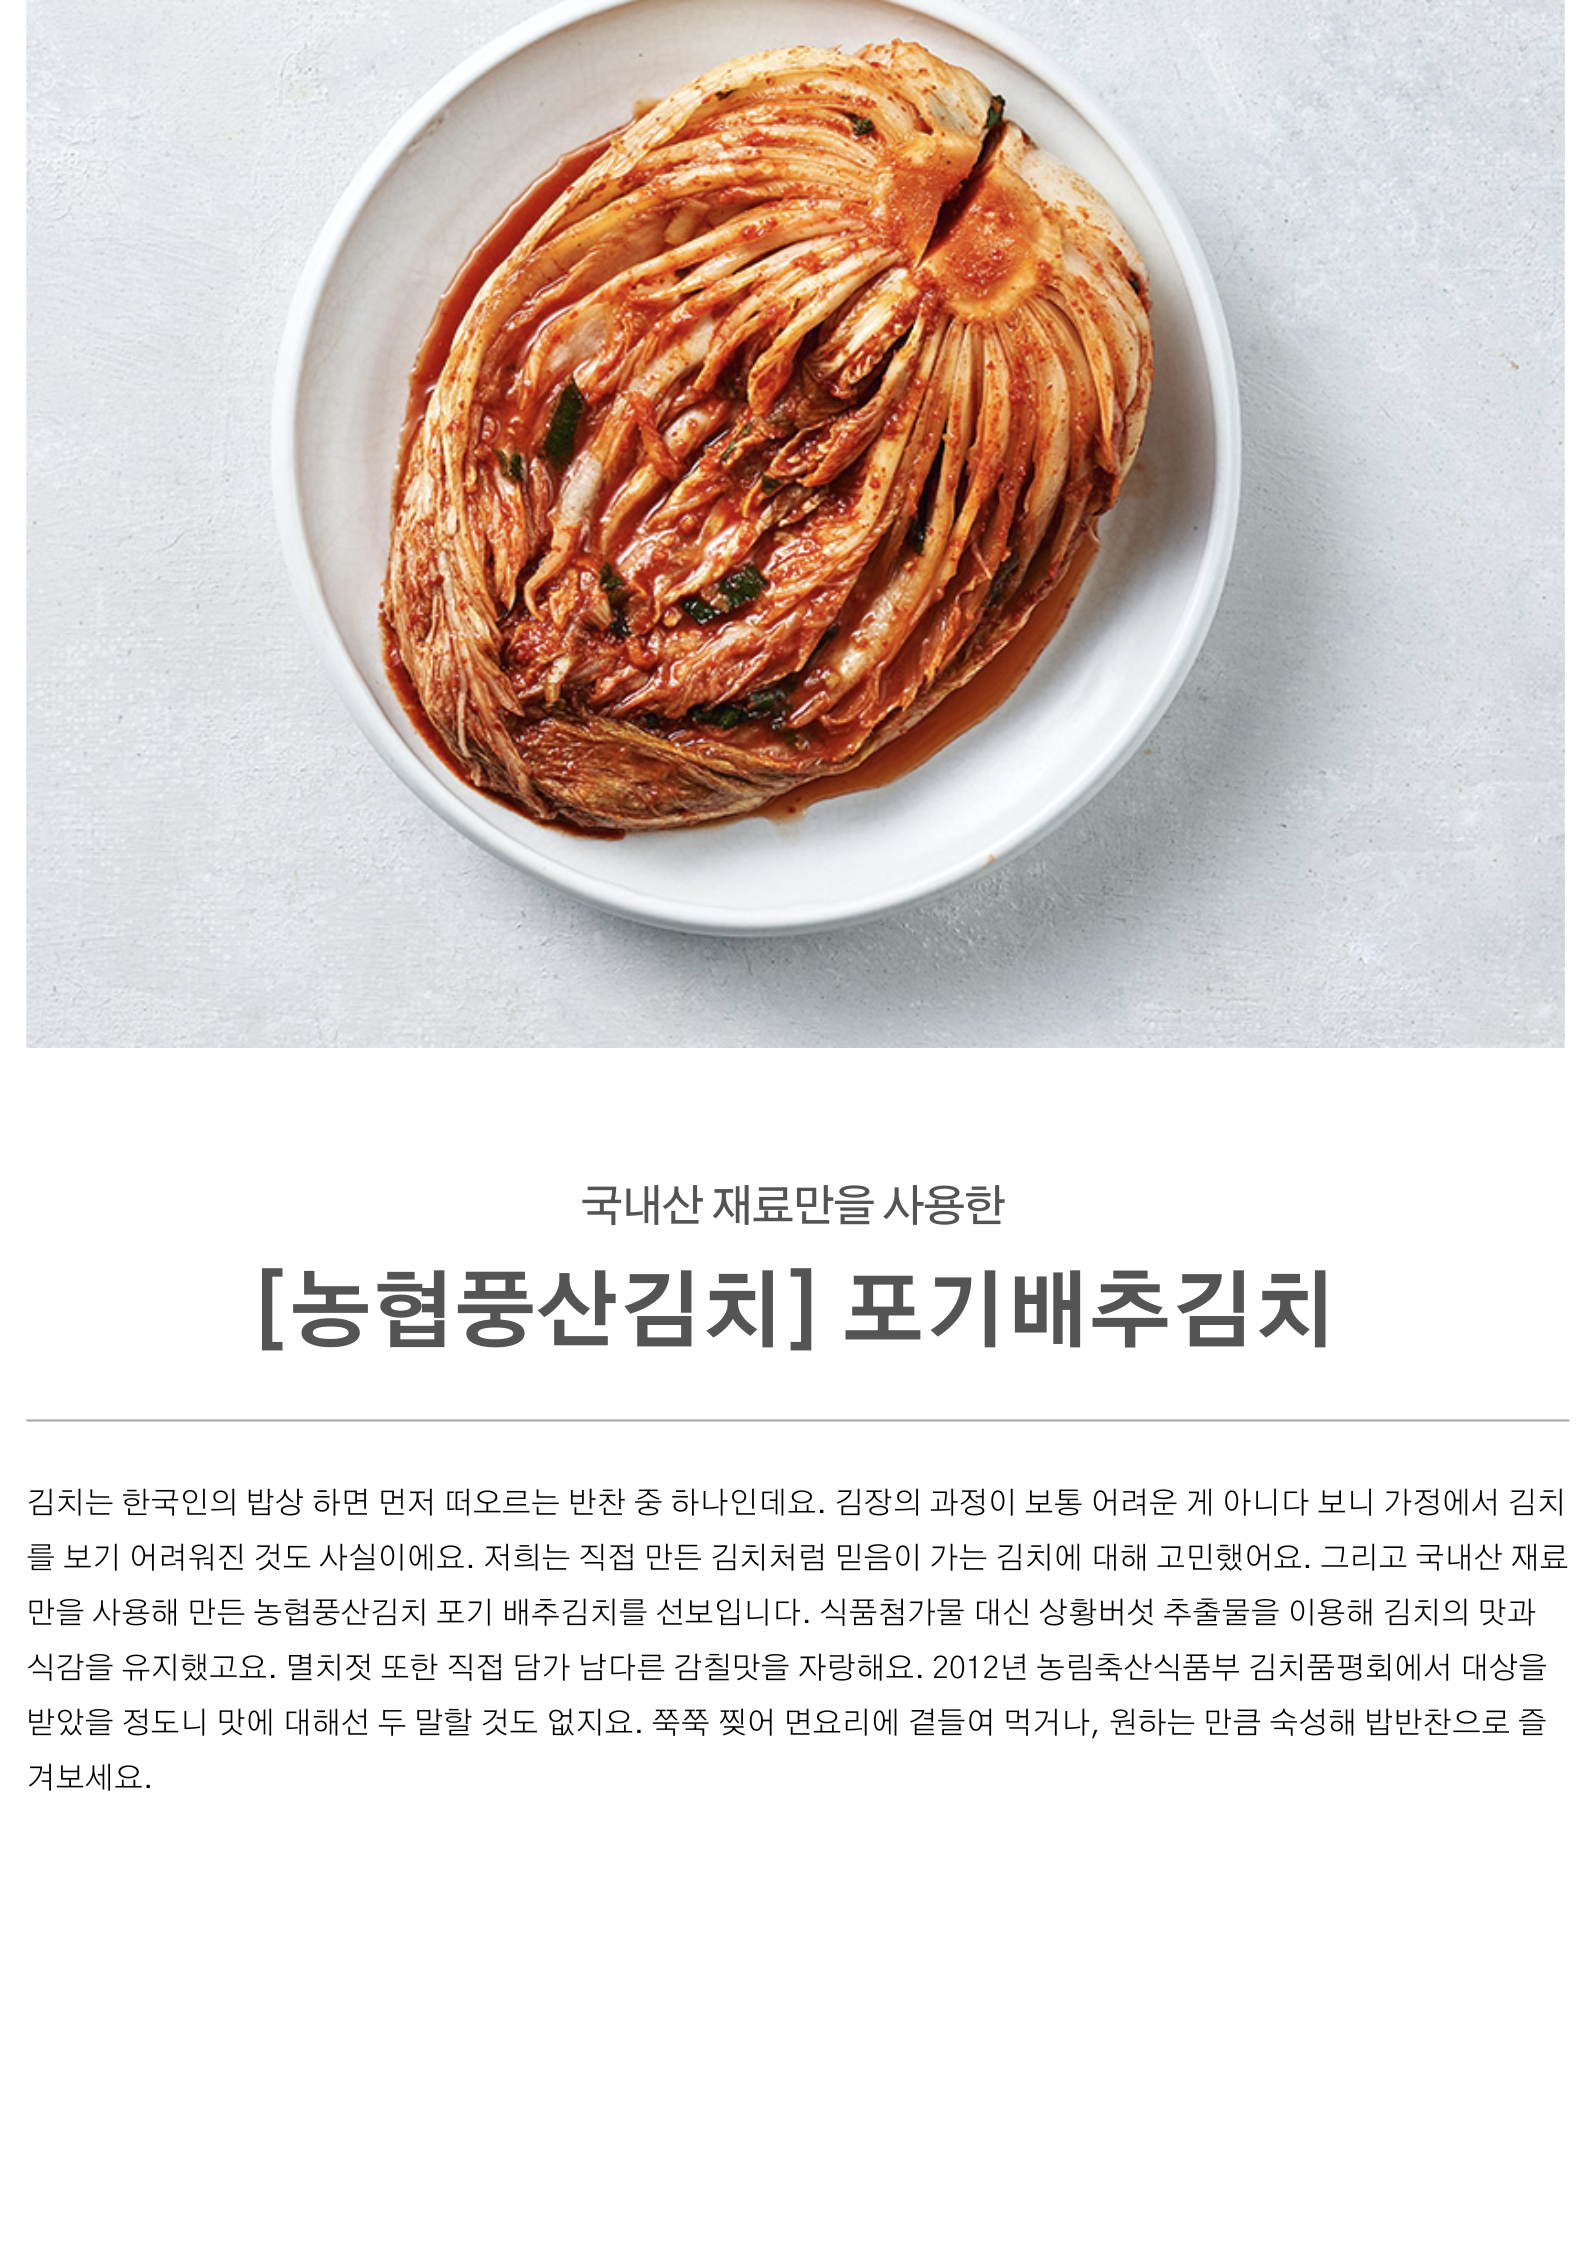 국내산 재료만을 사용한
[농협풍산김치] 포기배추김치
김치는 한국인의 밥상 하면 먼저 떠오르는 반찬 중 하나인데요. 김장의 과정이 보통 어려운 게 아니다 보니 가정에서 김치
를 보기 어려워진 것도 사실이에요. 저희는 직접 만든 김치처럼 믿음이 가는 김치에 대해 고민했어요. 그리고 국내산 재료
만을 사용해 만든 농협풍산김치 포기 배추김치를 선보입니다. 식품첨가물 대신 상황버섯 추출물을 이용해 김치의 맛과
식감을 유지했고요. 멸치젓 또한 직접 담가 남다른 감칠맛을 자랑해요. 2012년 농림축산식품부 김치품평회에서 대상을
받았을 정도니 맛에 대해선 두 말할 것도 없지요. 쭉쭉 찢어 면요리에 곁들여 먹거나, 원하는 만큼 숙성해 밥반찬으로 즐
겨보세요.